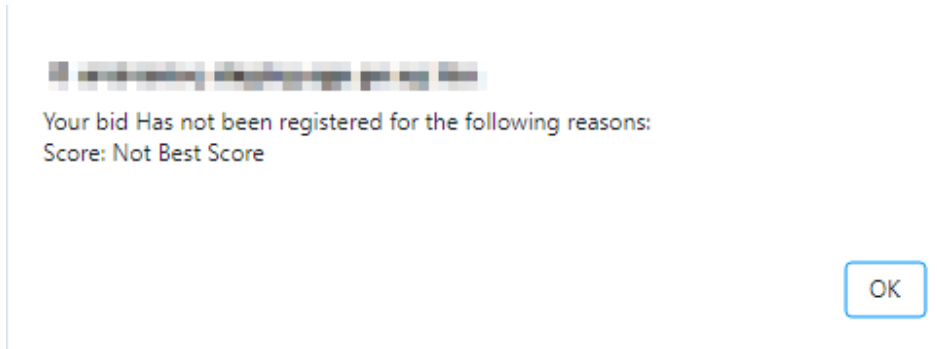 Your bid Has not been registered for the following reasons:
Score: Not Best Score
OK